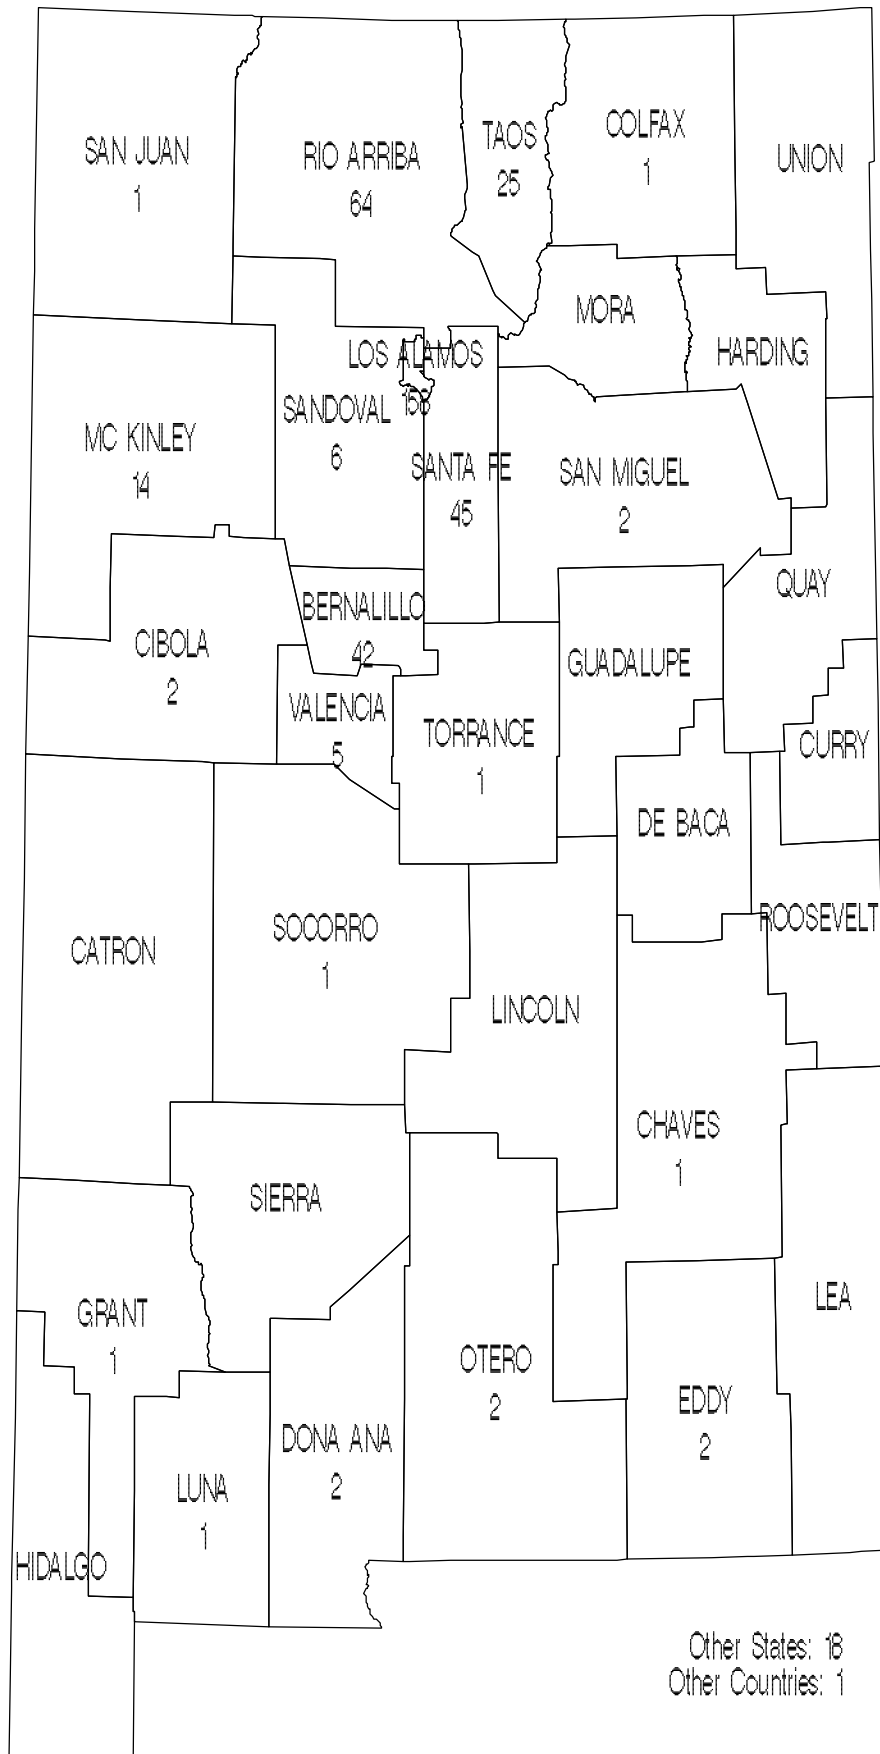 SAN JUAN
1
RIO ARRIBA
64
TAOS
25
COLFAX
1
UNION
MORA
HARDING
LOS ALAMOS
SANDOVAL
6
MC KINLEY
14
SANTA FE
45
SAN MIGUEL
2
QUAY
BERNALILLO
42
CIBOLA
2
GUADALUPE
VALENCIA
5
TORRANCE
1
CURRY
DE BACA
ROOSEVELT
CATRON
SOCORRO
1
LINCOLN
CHAVES
1
SIERRA
LEA
GRANT
1
OTERO
2
EDDY
2
DONA ANA
2
LUNA
1
HIDALGO
Other States: 18
Other Countries: 1